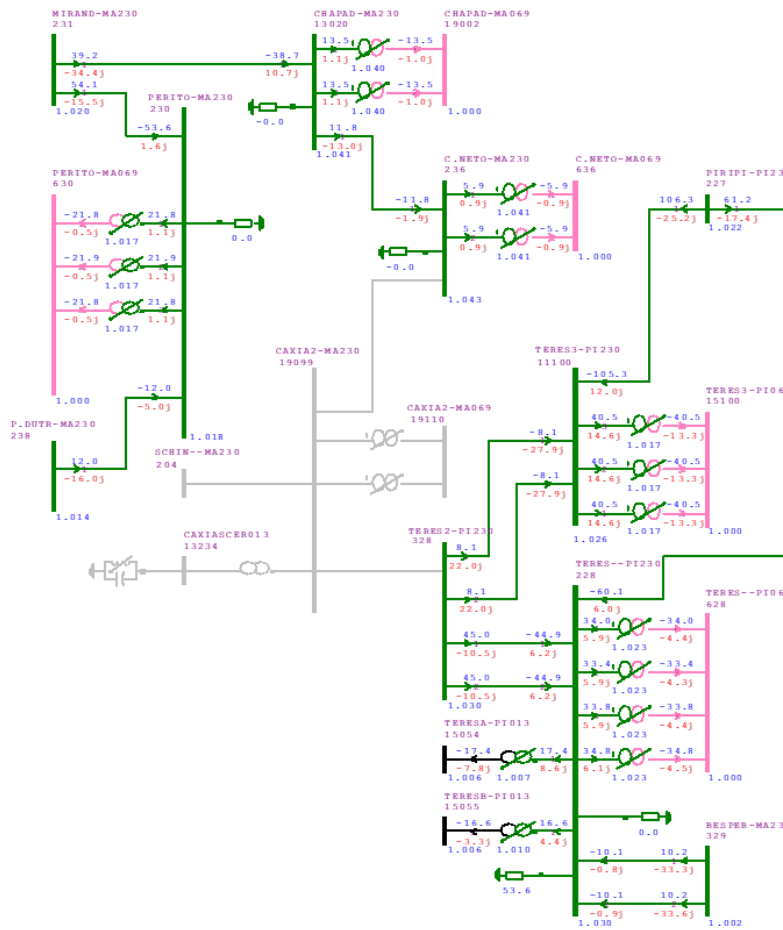 MIRAND-MA230
231
39.2
-34.4j
54.1
-15.5j
1.020
-38.7
10.7j
CHAPAD-MA230
13020
13.5
1.1j
1.040
-13.5
-1.0j
13.5
1.1j
1.040
-13.5
-1.0j
-0.0
11.8
-13.0j
1.041
CHAPAD-MA069
19002
1.000
PERITO-MA230
230
-53.6
1.6j
PERITO-MA069
630
-21.8
-0.5j
1.017
21.8
1.1j
-21.9
-0.5j
1.017
21.9
1.1j
-21.8
-0.5j
1.017
21.8
1.1j
0.0
1.000
-12.0
-5.0j
1.018
P.DUTR-MA230
238
12.0
-16.0j
1.014
C.NETO-MA230
236
-11.8
-1.9j
5.9
0.9j
1.041
-5.9
-0.9j
5.9
0.9j
1.041
-5.9
-0.9j
-0.0
1.043
C.NETO-MA069
636
1.000
PIRIPI-PI23
227
106.3
-25.2j
61.2
-17.4j
1.022
CAXIA2-MA230
19099
CAXIA2-MA069
19110
SCHIN--MA230
204
CAXIASCER013
13234
TERES3-PI230
11100
-105.3
12.0j
-8.1
-27.9j
-8.1
-27.9j
40.5
14.6j
1.017
-40.5
-13.3j
40.5
14.6j
1.017
-40.5
-13.3j
40.5
14.6j
-40.5
-13.3j
1.026
TERES3-PI06
15100
1.000
TERES2-PI230
328
8.1
22.0j
8.1
22.0j
45.0
-10.5j
-44.9
6.2j
45.0
-10.5j
-44.9
6.2j
1.030
TERES--PI230
228
-60.1
6.0j
34.0
5.9j
1.023
-34.0
-4.4j
33.4
5.9j
1.023
-33.4
-4.3j
33.8
5.9j
1.023
-33.8
-4.4j
34.8
6.1j
1.023
-34.8
-4.5j
TERES--PI06
628
1.000
TERESA-PI013
15054
-17.4
-7.8j
1.006
1.007
17.4
8.6j
TERESB-PI013
15055
-16.6
-3.3j
1.006
1.010
16.6
4.4j
0.0
53.6
-10.1
-0.8j
10.2
-33.3j
-10.1
-0.9j
10.2
-33.6j
1.030
BESPER-MA23
329
1.002